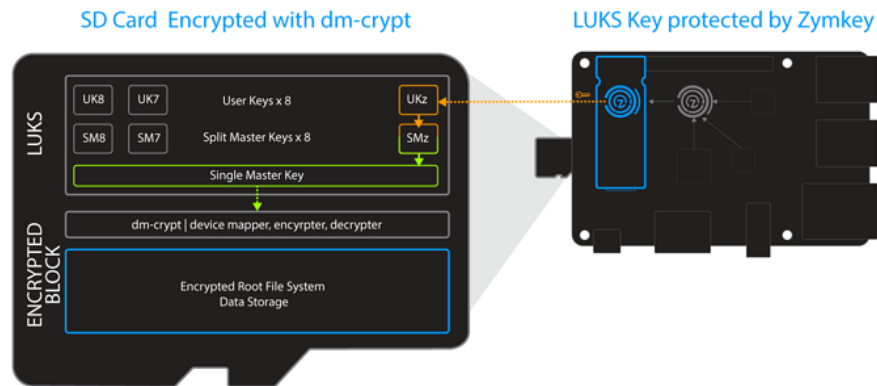 SD Card Encrypted with dm-crypt
LUKS Key protected by Zymkey
LUKS
UK8 UK7 User Keys x 8 UKz
SM8 SM7 Split Master Keys x 8 SMz
Single Master Key
ENCRYPTED
BLOCK
dm-crypt | device mapper, encyrpter, decrypter
Encrypted Root File System
Data Storage